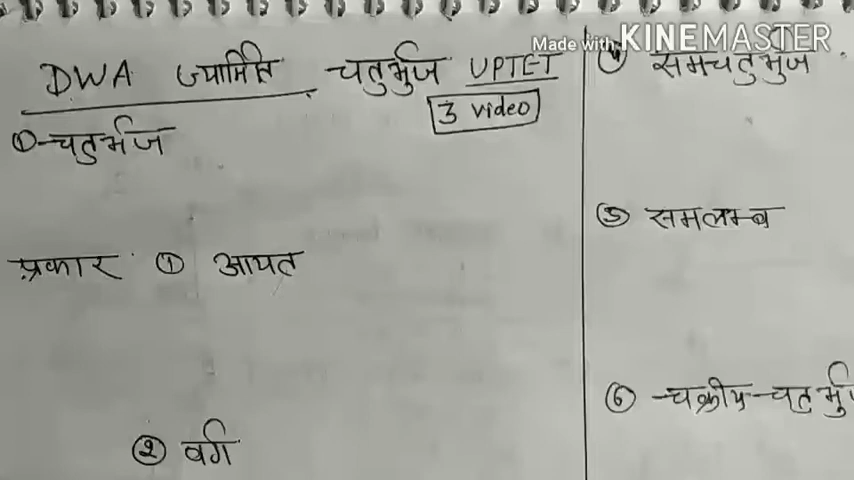 DWA ज्यामिति चतुर्भुज UPTET
3 video
① चतुर्भुज
प्रकार ① आयत
② वर्ग
Made with KINEMASTER
④ समचतुर्भुज
⑤ समलम्ब
⑥ चक्रीय चतुर्भु